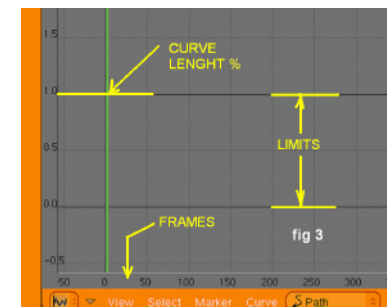 1.5
CURVE
LENGHT %
1.0
LIMITS
0.5
0.0
FRAMES
fig 3
-0.5
-50 0 50 100 150 200 250 300
View Select Marker Curve Path